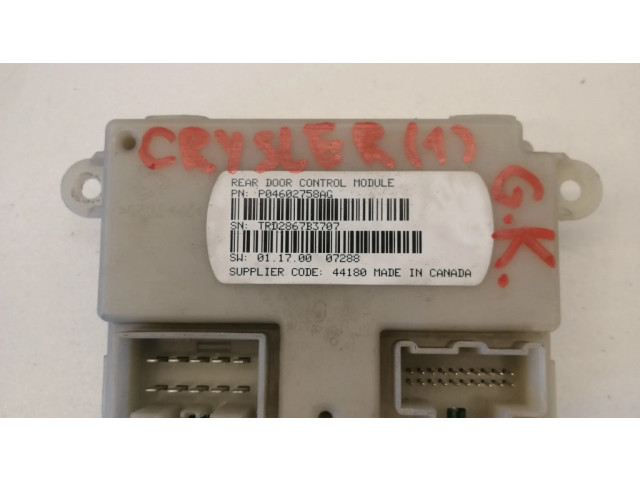 CRYSLER (1)
G.K.
REAR DOOR CONTROL MODULE
PN: P04602758AG
SN: TRD2867B3707
SW: 01.17.00 07288
SUPPLIER CODE: 44180 MADE IN CANADA